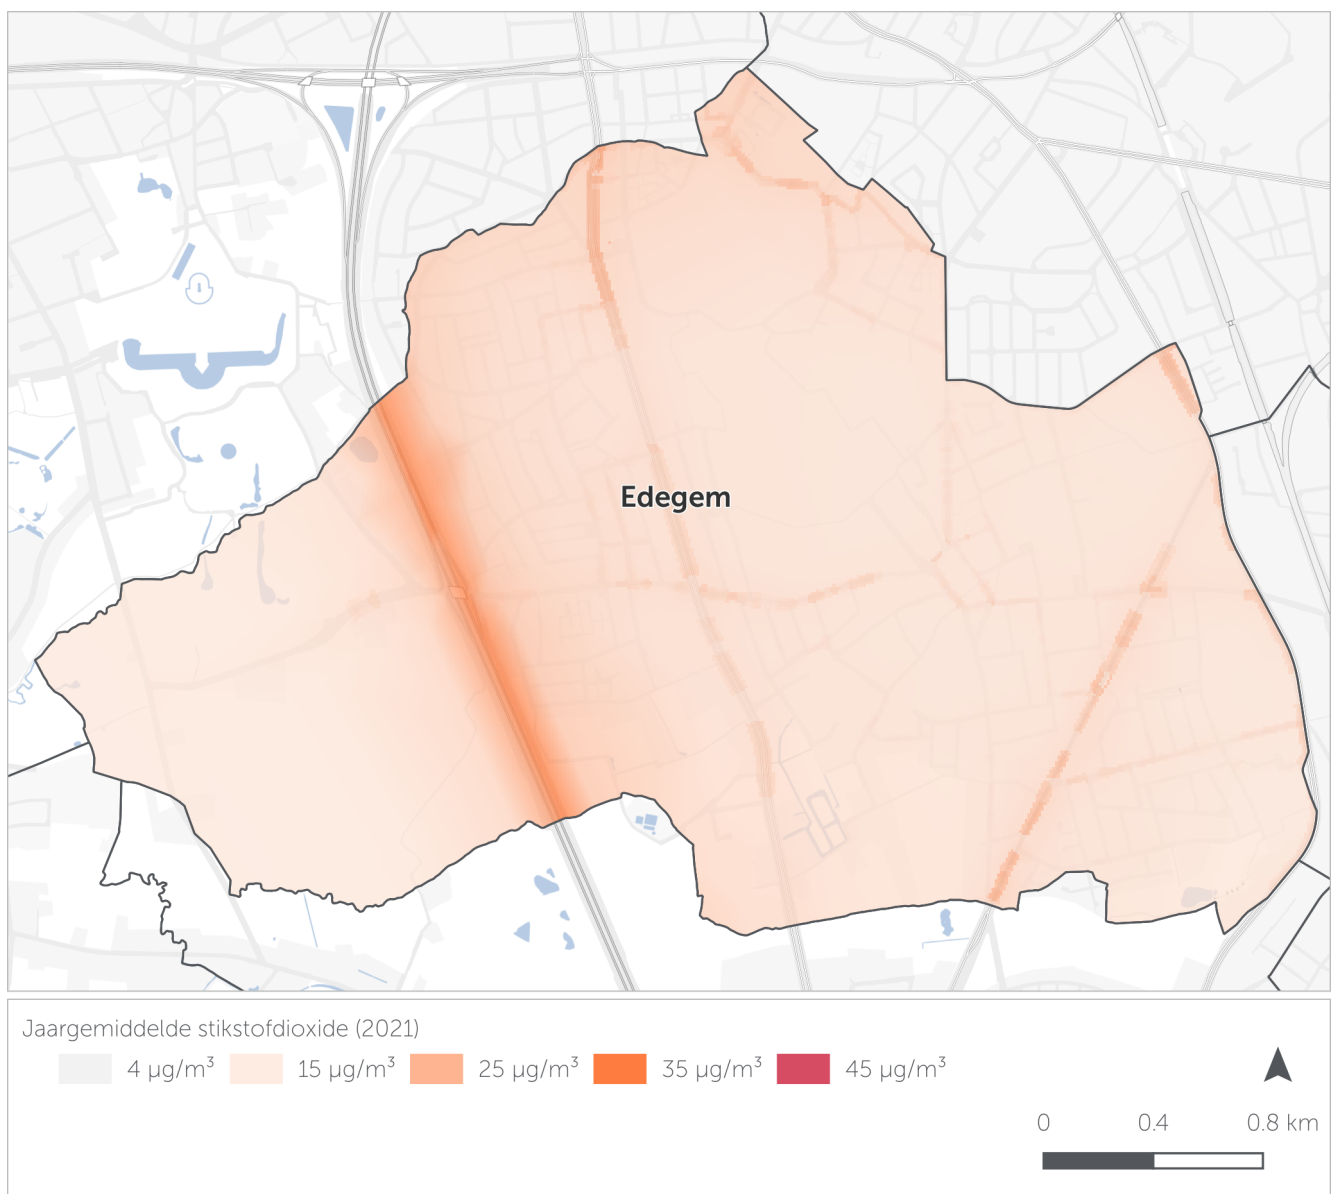 Edegem
Jaargemiddelde stikstofdioxide (2021)
4 µg/m³ 15 µg/m³ 25 µg/m³ 35 µg/m³ 45 µg/m³
0 0.4 0.8 km